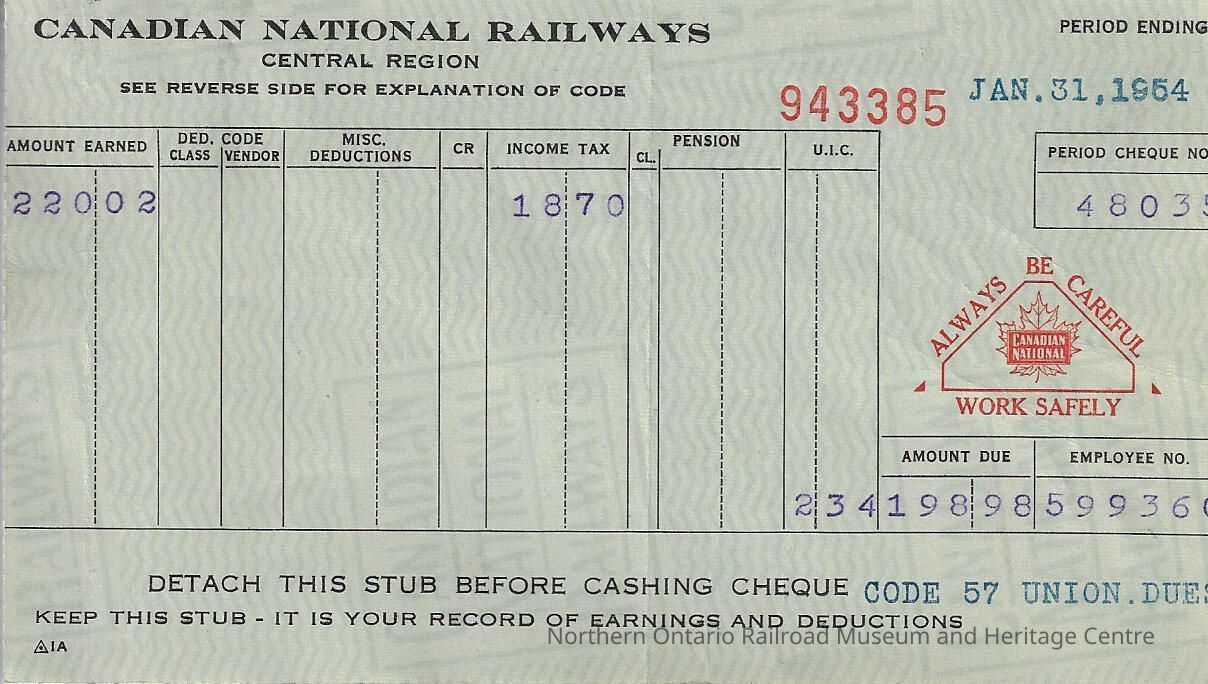 CANADIAN NATIONAL RAILWAYS
CENTRAL REGION
SEE REVERSE SIDE FOR EXPLANATION OF CODE
943385
PERIOD ENDING
JAN.31,1954
AMOUNT EARNED
DED. CODE
CLASS VENDOR
MISC.
DEDUCTIONS
CR
INCOME TAX
PENSION
CL.
U.I.C.
PERIOD CHEQUE NO
22002
1870
48035
ALWAYS BE CAREFUL
CANADIAN
NATIONAL
WORK SAFELY
AMOUNT DUE
EMPLOYEE NO.
234 19898 59936
DETACH THIS STUB BEFORE CASHING CHEQUE
CODE 57 UNION.DUES
KEEP THIS STUB - IT IS YOUR RECORD OF EARNINGS AND DEDUCTIONS
Northern Ontario Railroad Museum and Heritage Centre
1A